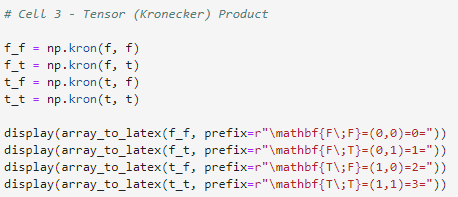 # Cell 3 - Tensor (Kronecker) Product
f_f = np.kron(f, f)
f_t = np.kron(f, t)
t_f = np.kron(t, f)
t_t = np.kron(t, t)
display(array_to_latex(f_f, prefix=r"\mathbf{F\;F}=(0,0)=0="))
display(array_to_latex(f_t, prefix=r"\mathbf{F\;T}=(0,1)=1="))
display(array_to_latex(t_f, prefix=r"\mathbf{T\;F}=(1,0)=2="))
display(array_to_latex(t_t, prefix=r"\mathbf{T\;T}=(1,1)=3="))